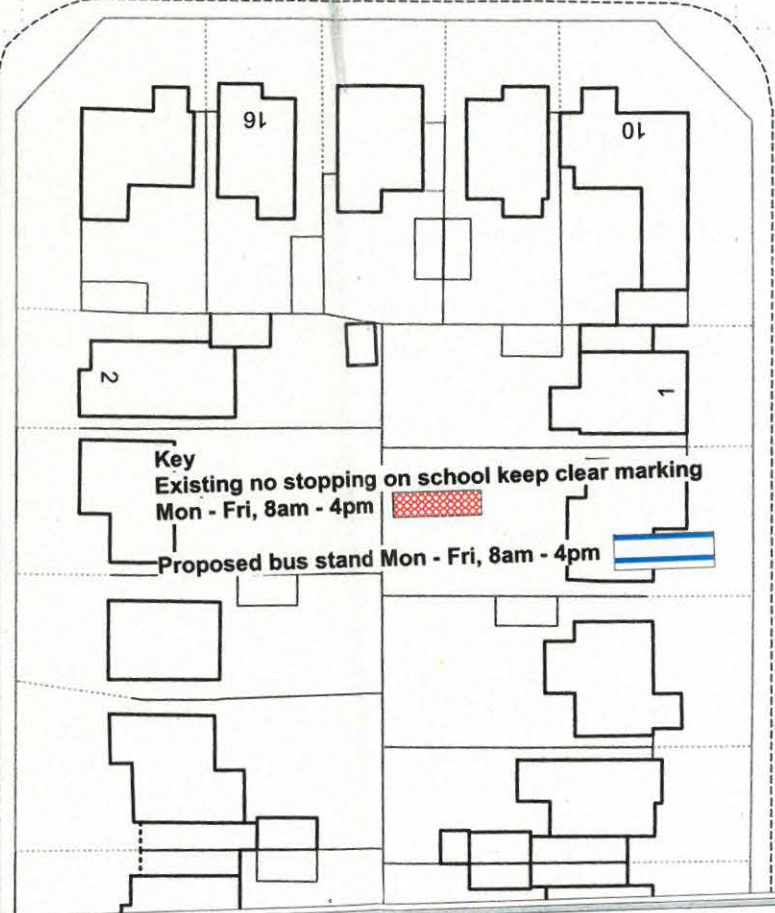 16
10
2
1
Key
Existing no stopping on school keep clear marking
Mon - Fri, 8am - 4pm
Proposed bus stand Mon - Fri, 8am - 4pm